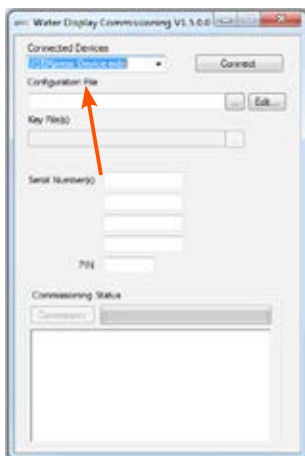 Water Display Commissioning V1.5.0.0
Connected Devices
Connect
Configuration File
... Edit...
Key File(s)
...
Serial Number(s)
PIN
Commissioning Status
Commission